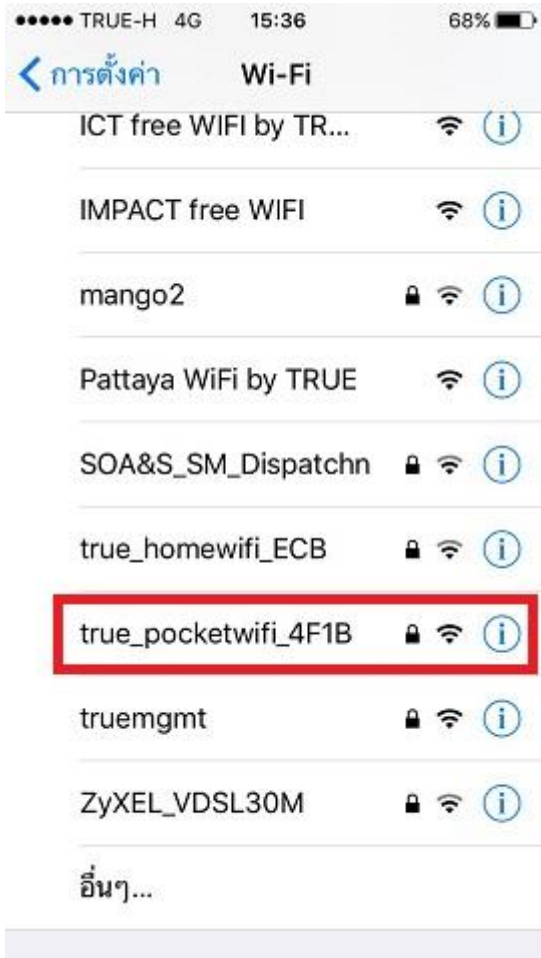 TRUE-H 4G 15:36 68%
การตั้งค่า Wi-Fi
ICT free WIFI by TR...
IMPACT free WIFI
mango2
Pattaya WiFi by TRUE
SOA&S_SM_Dispatchn
true_homewifi_ECB
true_pocketwifi_4F1B
truemgmt
ZyXEL_VDSL30M
อื่นๆ...